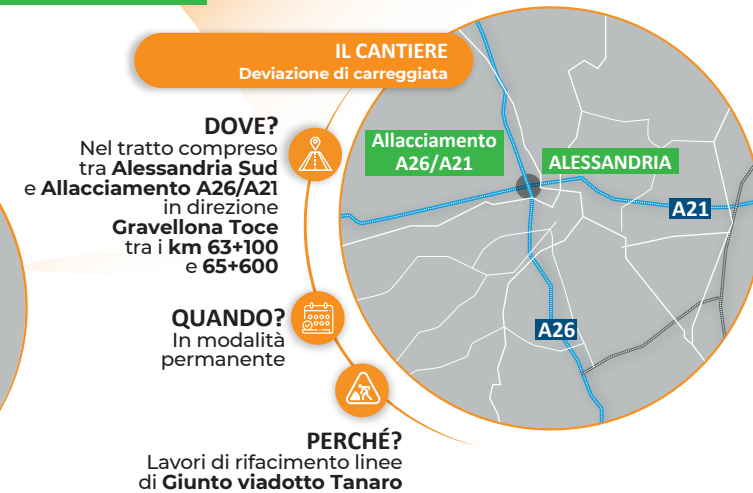 IL CANTIERE
Deviazione di carreggiata
DOVE?
Nel tratto compreso
tra Alessandria Sud
e Allacciamento A26/A21
in direzione
Gravellona Toce
tra i km 63+100
e 65+600
QUANDO?
In modalità
permanente
PERCHÉ?
Lavori di rifacimento linee
di Giunto viadotto Tanaro
Allacciamento
A26/A21
ALESSANDRIA
A21
A26